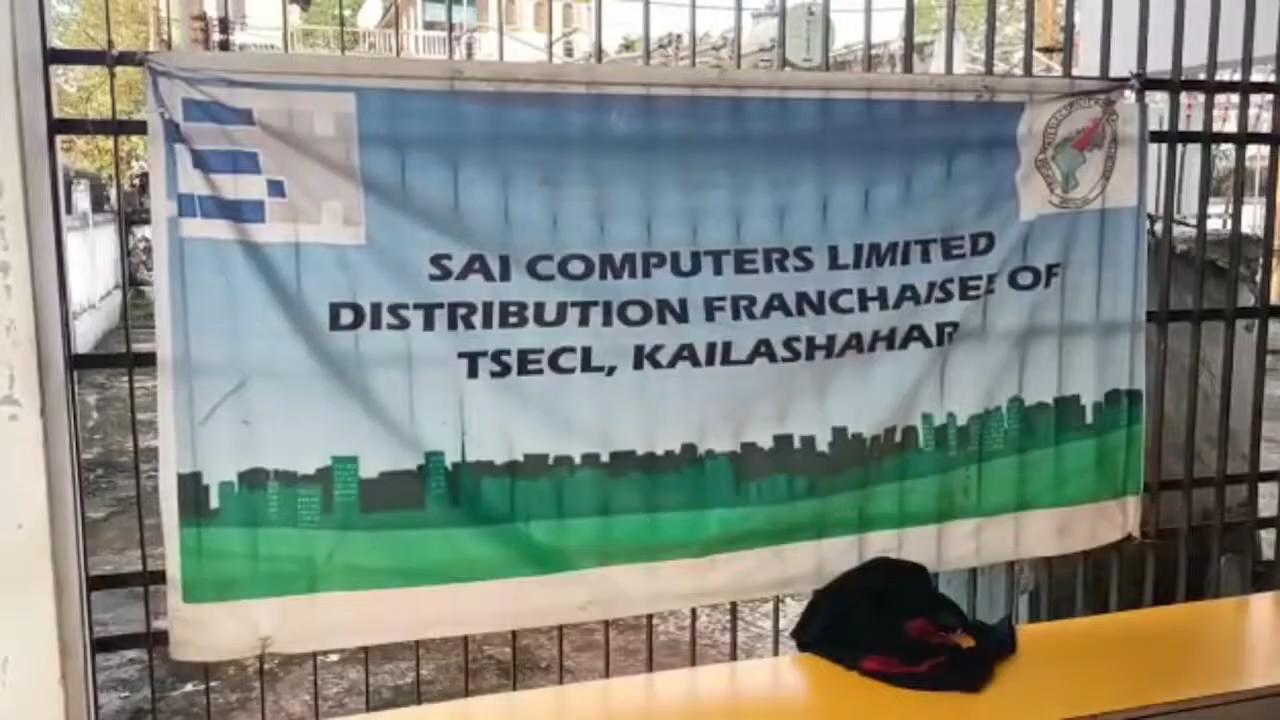 SAI COMPUTERS LIMITED
DISTRIBUTION FRANCHAISEE OF
TSECL, KAILASHAHAR